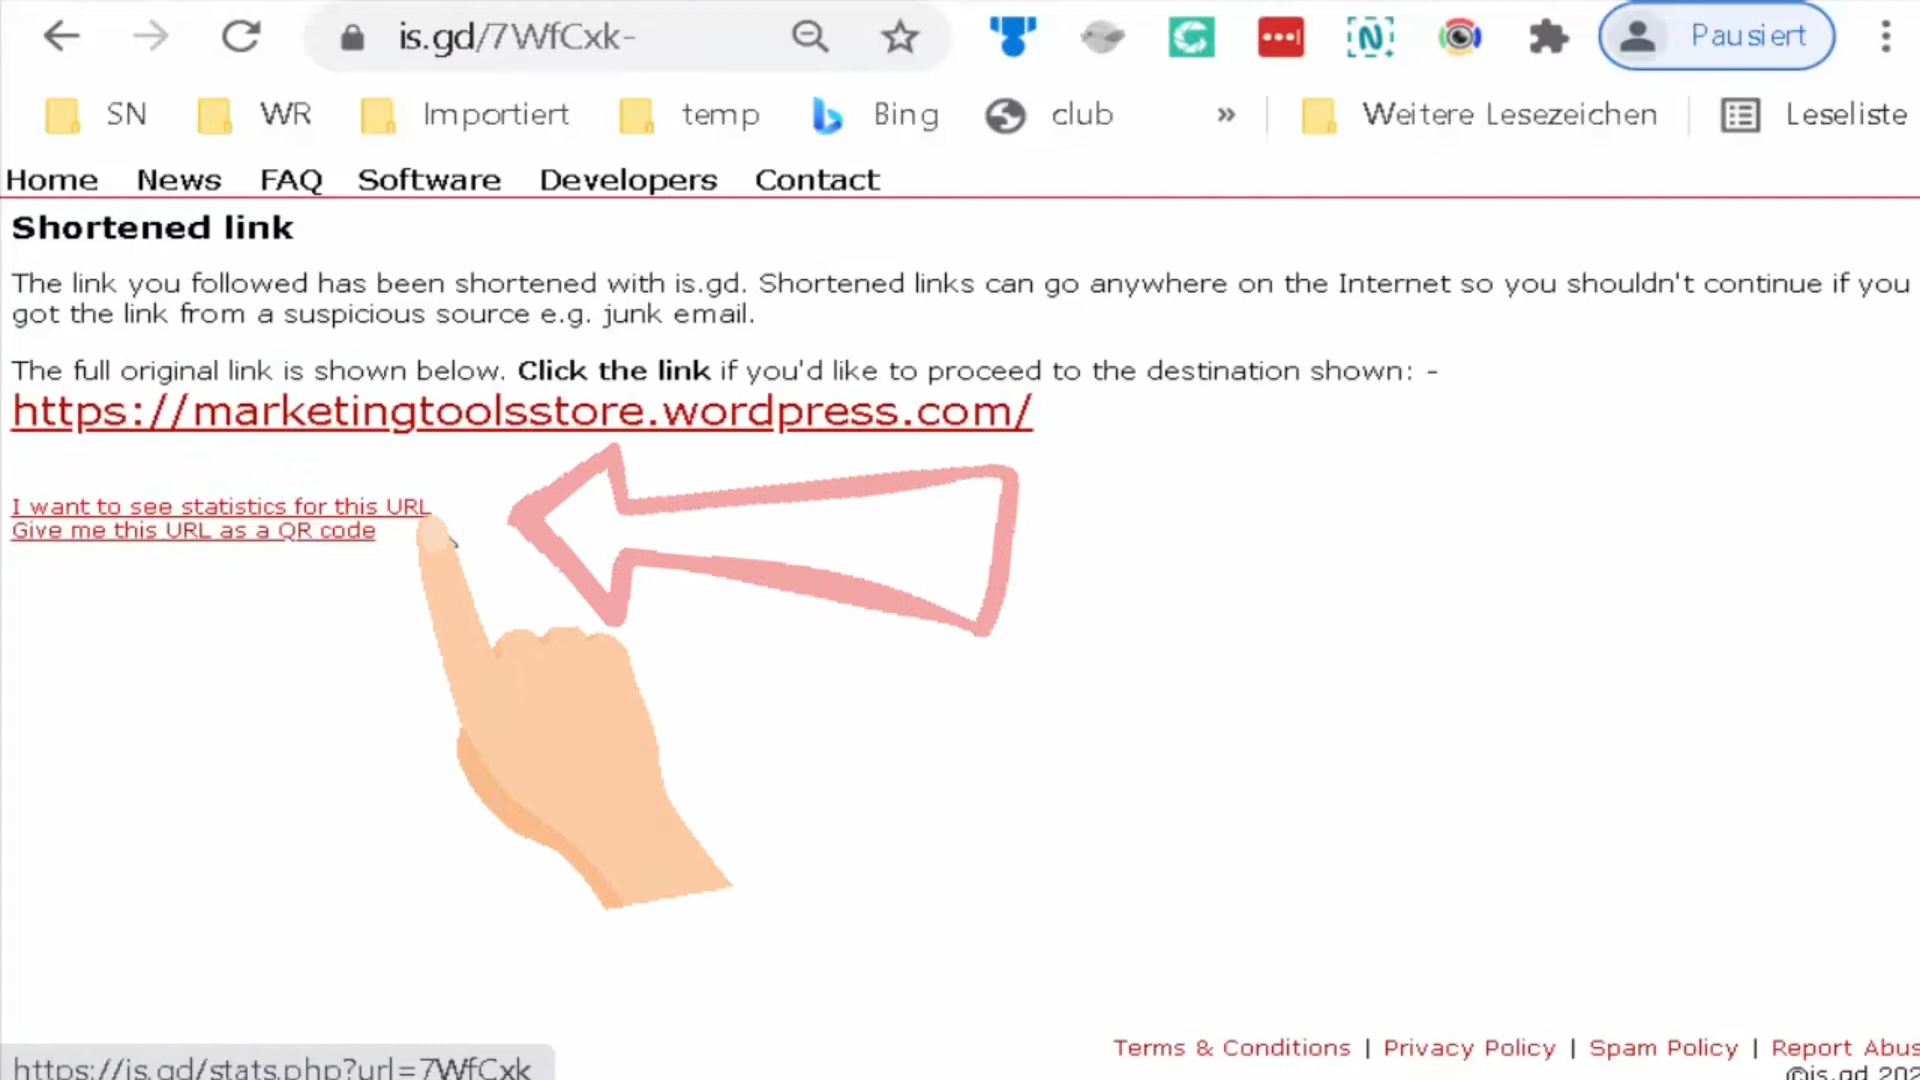 is.gd/7WfCxk-
Pausiert
SN WR Importiert temp Bing club » Weitere Lesezeichen Leseliste
Home News FAQ Software Developers Contact
Shortened link
The link you followed has been shortened with is.gd. Shortened links can go anywhere on the Internet so you shouldn't continue if you
got the link from a suspicious source e.g. junk email.
The full original link is shown below. Click the link if you'd like to proceed to the destination shown: -
https://marketingtoolsstore.wordpress.com/
I want to see statistics for this URL
Give me this URL as a QR code
Terms & Conditions | Privacy Policy | Spam Policy | Report Abus
https://is.gd/stats.php?url=7WfCxk
©is.gd 202